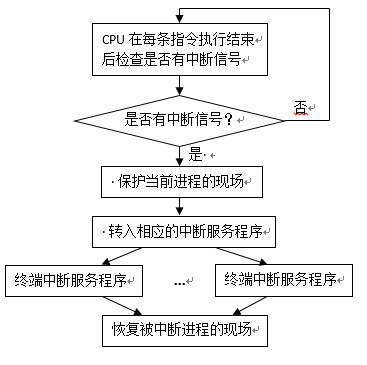 CPU 在每条指令执行结束
后检查是否有中断信号
是否有中断信号？
否
是·
·保护当前进程的现场
·转入相应的中断服务程序
终端中断服务程序
...
终端中断服务程序
恢复被中断进程的现场